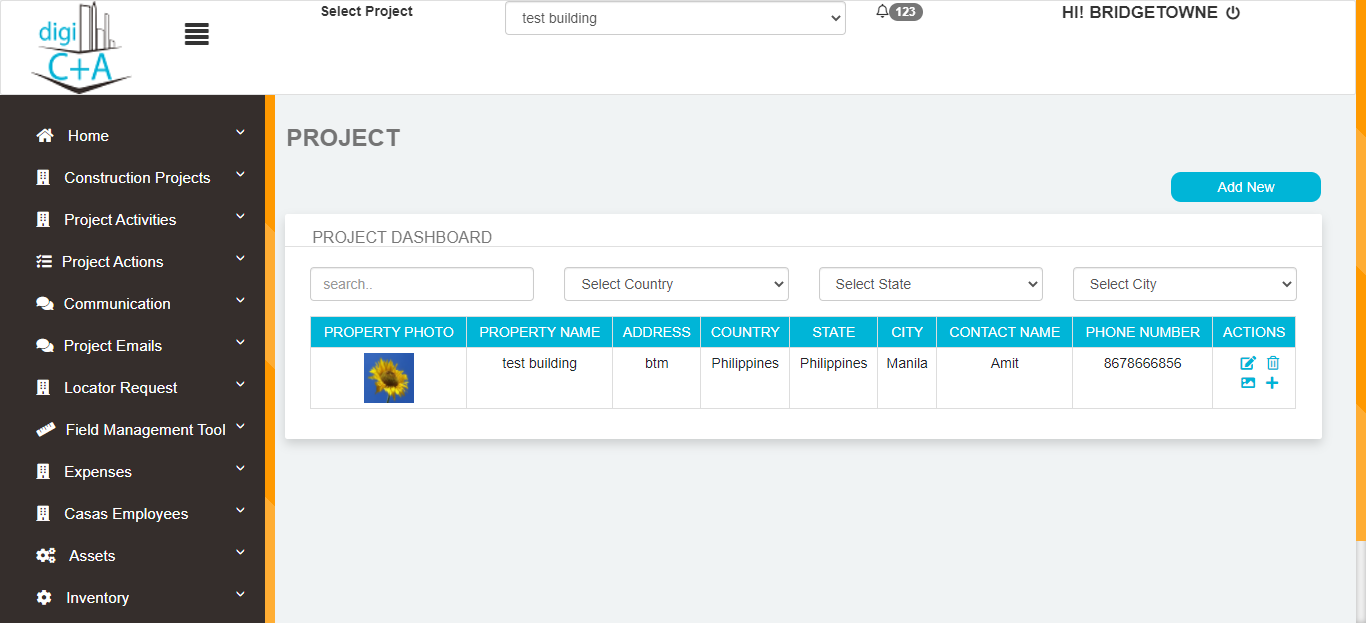 digi
C+A
Select Project
test building
123
HI! BRIDGETOWNE
Home
Construction Projects
Project Activities
Project Actions
Communication
Project Emails
Locator Request
Field Management Tool
Expenses
Casas Employees
Assets
Inventory
PROJECT
Add New
PROJECT DASHBOARD
search..
Select Country
Select State
Select City
PROPERTY PHOTO PROPERTY NAME ADDRESS COUNTRY STATE CITY CONTACT NAME PHONE NUMBER ACTIONS
test building btm Philippines Philippines Manila Amit 8678666856